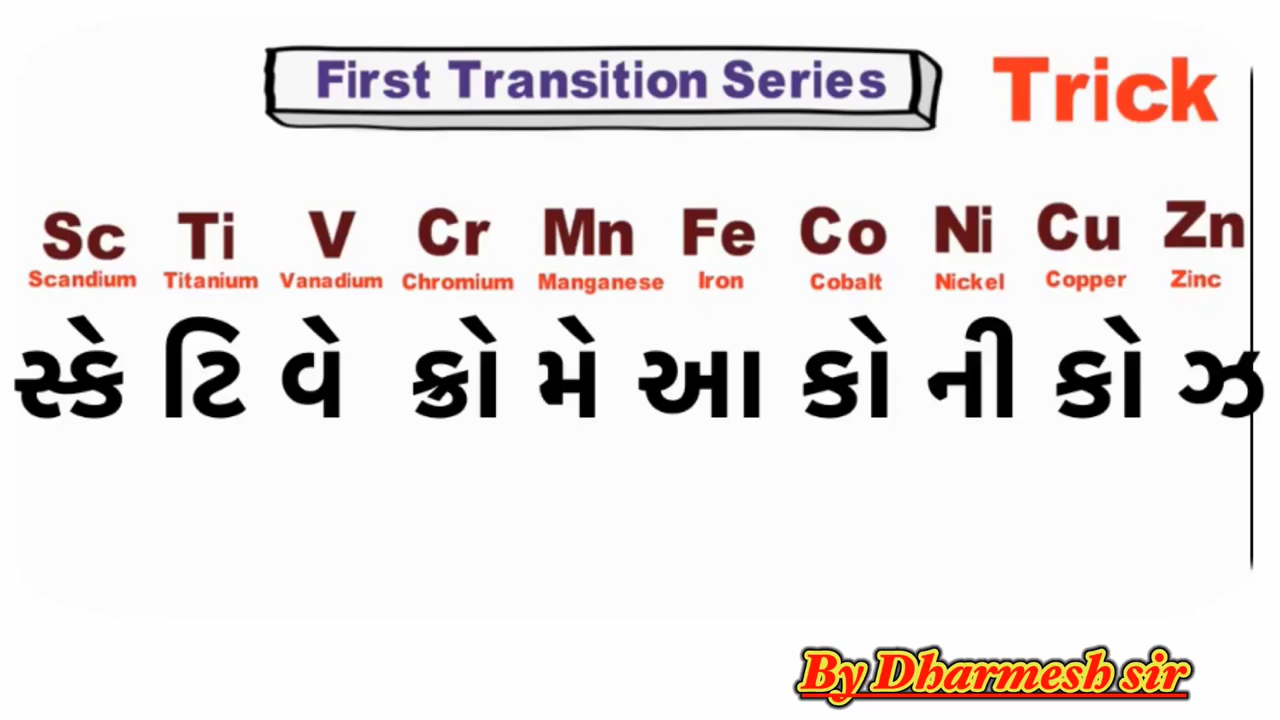 First Transition Series
Trick
Sc Ti V Cr Mn Fe Co Ni Cu Zn
Scandium Titanium Vanadium Chromium Manganese Iron Cobalt Nickel Copper Zinc
સ્કે ટિ વે ક્રો મે આ કો ની કો ઝ
By Dharmesh sir